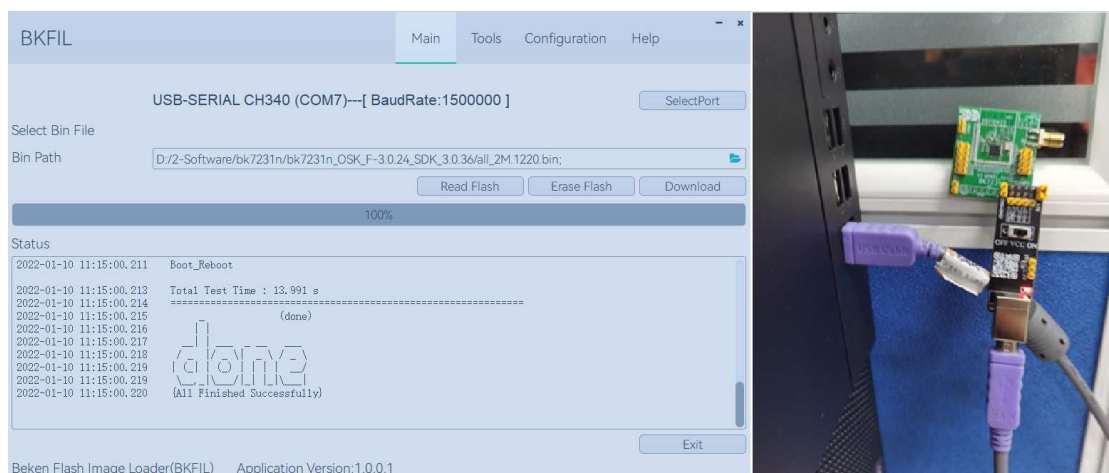 BKFIL
Main Tools Configuration Help
USB-SERIAL CH340 (COM7)---[ BaudRate:1500000 ]
SelectPort
Select Bin File
Bin Path
D:/2-Software/bk7231n/bk7231n_OSK_F-3.0.24_SDK_3.0.36/all_2M.1220.bin;
Read Flash Erase Flash Download
100%
Status
2022-01-10 11:15:00.211 Boot_Reboot
2022-01-10 11:15:00.213 Total Test Time : 13.991 s
2022-01-10 11:15:00.214 ==============================================================
2022-01-10 11:15:00.215 (done)
2022-01-10 11:15:00.216
2022-01-10 11:15:00.217
2022-01-10 11:15:00.218
2022-01-10 11:15:00.219 done
2022-01-10 11:15:00.219
2022-01-10 11:15:00.220 (All Finished Successfully)
Exit
Beken Flash Image Loader(BKFIL) Application Version:1.0.0.1
OFF VCC ON